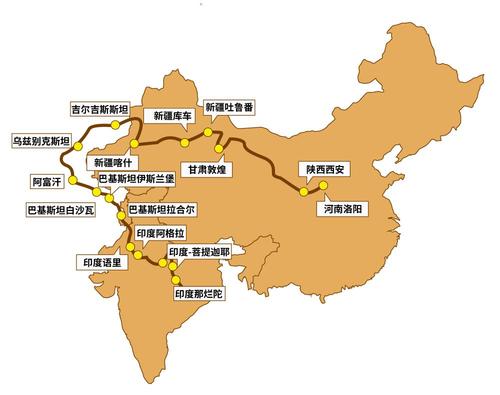 吉尔吉斯斯坦
新疆库车
新疆吐鲁番
乌兹别克斯坦
新疆喀什
甘肃敦煌
陕西西安
阿富汗
巴基斯坦伊斯兰堡
巴基斯坦白沙瓦
巴基斯坦拉合尔
河南洛阳
印度阿格拉
印度-菩提迦耶
印度语里
印度那烂陀